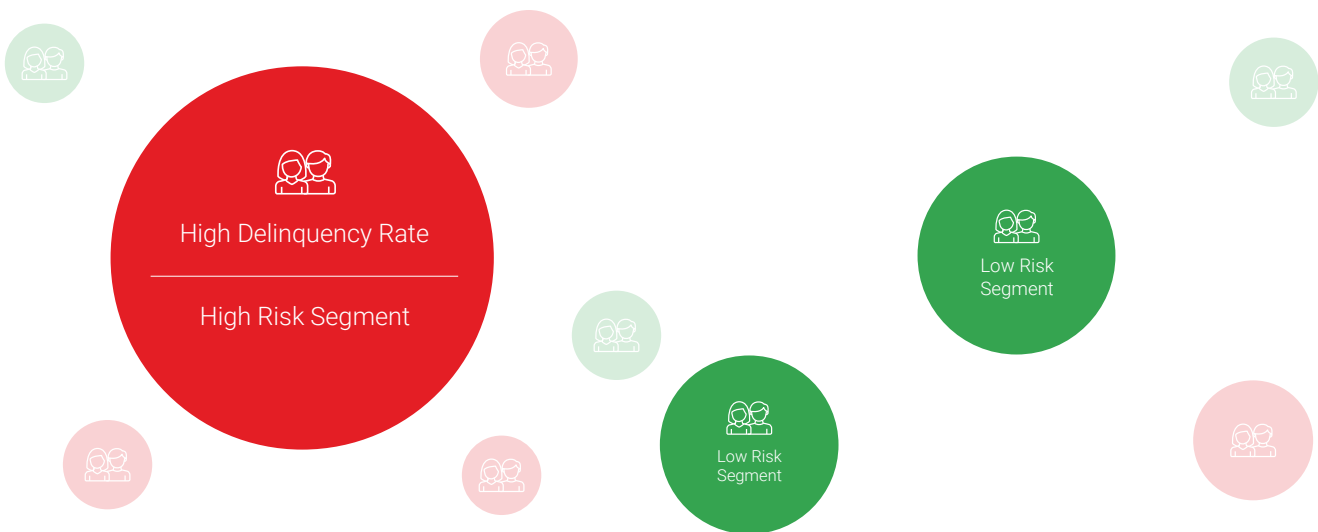 High Delinquency Rate
High Risk Segment
Low Risk
Segment
Low Risk
Segment